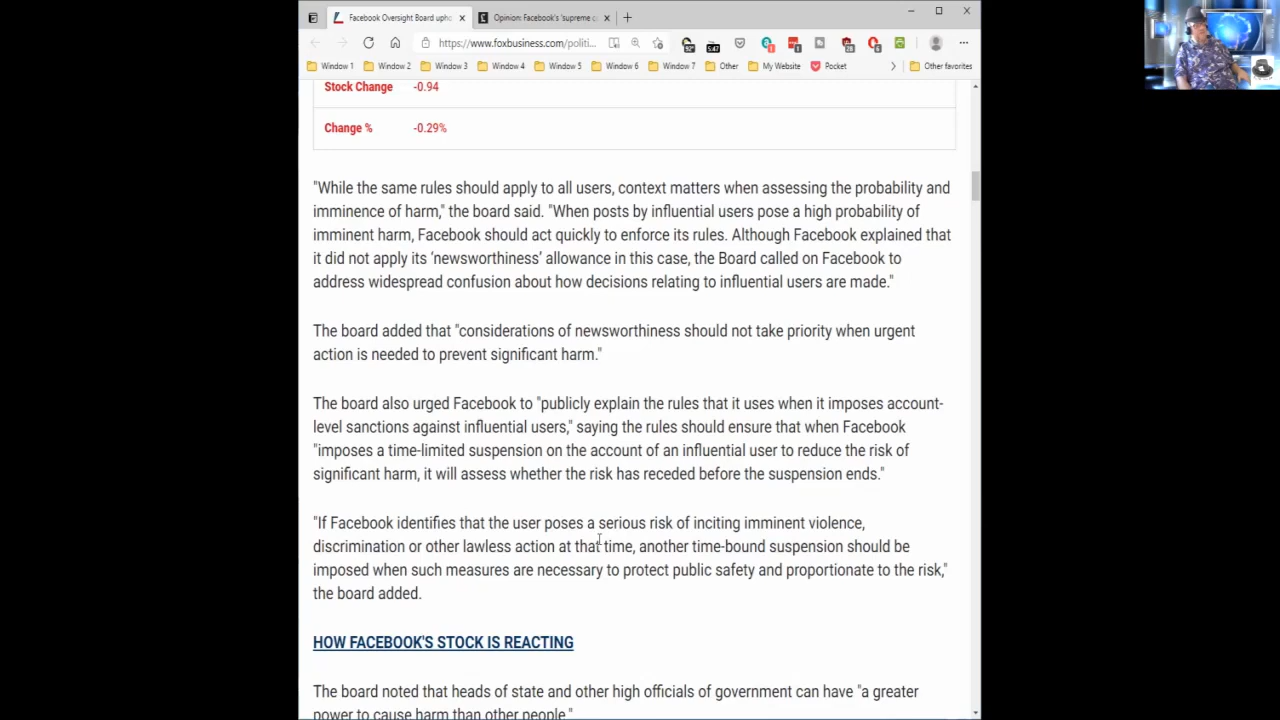 Facebook Oversight Board upho
Opinion: Facebook's 'supreme c
https://www.foxbusiness.com/politi...
Window 1
Window 2
Window 3
Window 4
Window 5
Window 6
Window 7
Other
My Website
Pocket
Other favorites
Stock Change -0.94
Change % -0.29%
"While the same rules should apply to all users, context matters when assessing the probability and
imminence of harm," the board said. "When posts by influential users pose a high probability of
imminent harm, Facebook should act quickly to enforce its rules. Although Facebook explained that
it did not apply its ‘newsworthiness’ allowance in this case, the Board called on Facebook to
address widespread confusion about how decisions relating to influential users are made."
The board added that "considerations of newsworthiness should not take priority when urgent
action is needed to prevent significant harm."
The board also urged Facebook to "publicly explain the rules that it uses when it imposes account-
level sanctions against influential users," saying the rules should ensure that when Facebook
"imposes a time-limited suspension on the account of an influential user to reduce the risk of
significant harm, it will assess whether the risk has receded before the suspension ends."
"If Facebook identifies that the user poses a serious risk of inciting imminent violence,
discrimination or other lawless action at that time, another time-bound suspension should be
imposed when such measures are necessary to protect public safety and proportionate to the risk,"
the board added.
HOW FACEBOOK'S STOCK IS REACTING
The board noted that heads of state and other high officials of government can have "a greater
power to cause harm than other people."